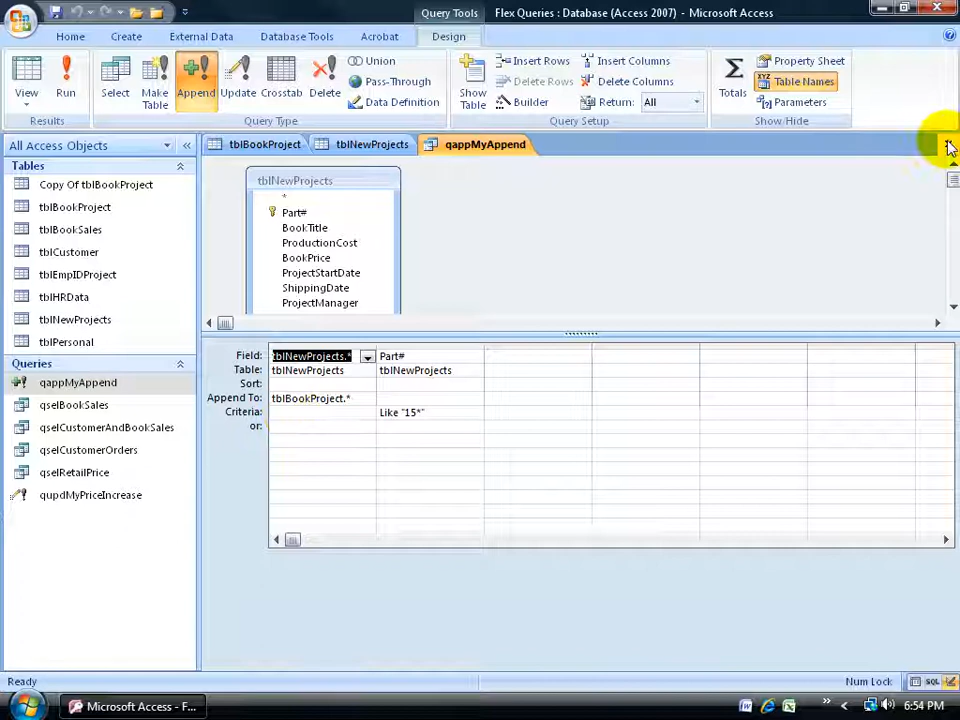 Query Tools
Flex Queries : Database (Access 2007) - Microsoft Access
Home Create External Data Database Tools Acrobat Design
View
Run
Results
Select
Make Table
Append
Update
Crosstab
Delete
Union
Pass-Through
Data Definition
Query Type
Show Table
Insert Rows
Delete Rows
Builder
Insert Columns
Delete Columns
Return: All
Query Setup
Totals
Property Sheet
Table Names
Parameters
Show/Hide
All Access Objects
tblBookProject tblNewProjects qappMyAppend
Tables
Copy Of tblBookProject
tblBookProject
tblBookSales
tblCustomer
tblEmpIDProject
tblHRData
tblNewProjects
tblPersonal
Queries
qappMyAppend
qselBookSales
qselCustomerAndBookSales
qselCustomerOrders
qselRetailPrice
qupdMyPriceIncrease
tblNewProjects
*
Part#
BookTitle
ProductionCost
BookPrice
ProjectStartDate
ShippingDate
ProjectManager
Field: tblNewProjects.* Part#
Table: tblNewProjects tblNewProjects
Sort:
Append To: tblBookProject.*
Criteria: Like "15*"
or:
Ready
Num Lock
SQL
Microsoft Access - F...
6:54 PM